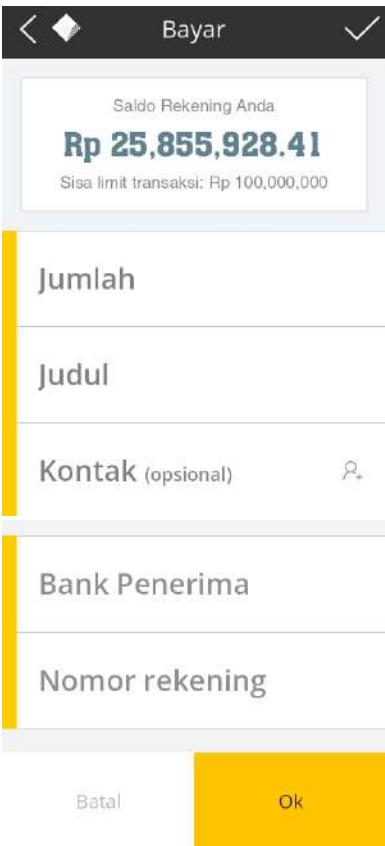 Bayar
Saldo Rekening Anda
Rp 25,855,928.41
Sisa limit transaksi: Rp 100,000,000
Jumlah
Judul
Kontak (opsional)
Bank Penerima
Nomor rekening
Batal
Ok